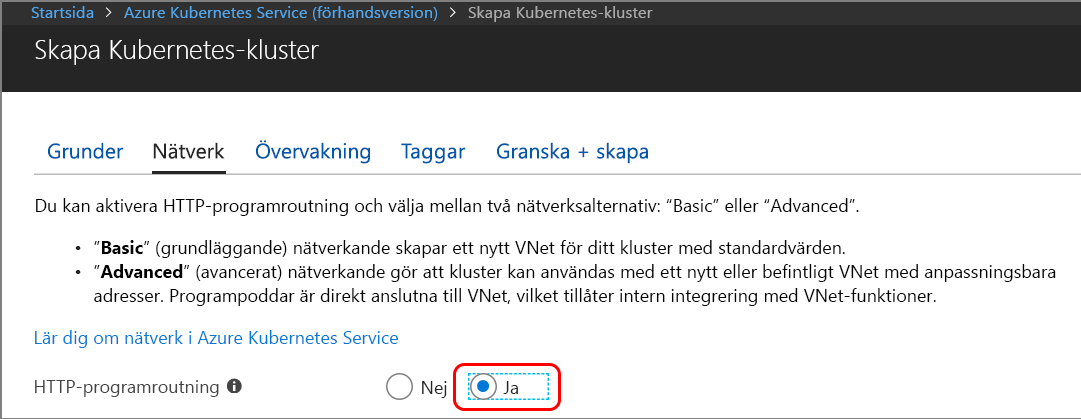 Startsida > Azure Kubernetes Service (förhandsversion) > Skapa Kubernetes-kluster
Skapa Kubernetes-kluster
Grunder Nätverk Övervakning Taggar Granska + skapa
Du kan aktivera HTTP-programroutning och välja mellan två nätverksalternativ: “Basic” eller “Advanced”.
• ”Basic” (grundläggande) nätverkande skapar ett nytt VNet för ditt kluster med standardvärden.
• ”Advanced” (avancerat) nätverkande gör att kluster kan användas med ett nytt eller befintligt VNet med anpassningsbara
adresser. Programpoddar är direkt anslutna till VNet, vilket tillåter intern integrering med VNet-funktioner.
Lär dig om nätverk i Azure Kubernetes Service
HTTP-programroutning Nej Ja